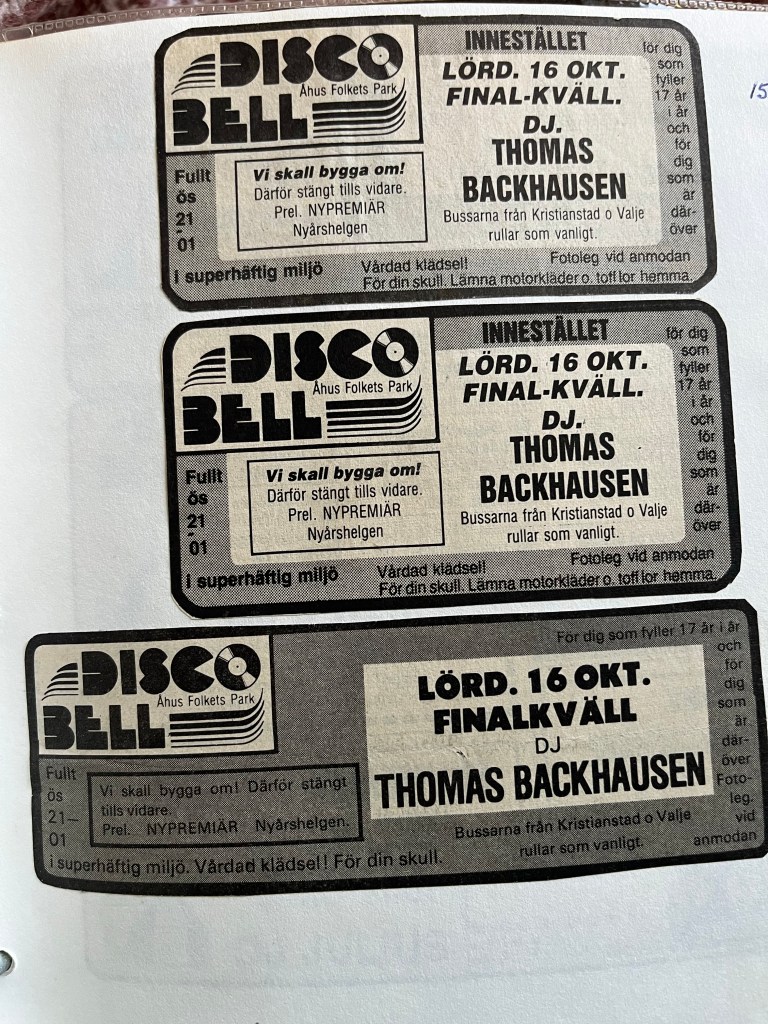 15
DISCO
Åhus Folkets Park
BELL
INNESTÄLLET
LÖRD. 16 OKT.
FINAL-KVÄLL.
DJ.
THOMAS
BACKHAUSEN
Bussarna från Kristianstad o Valje
rullar som vanligt.
för dig
som
fyller
17 år
i år
och
för
dig
som
är
där-
över
Fullt
ös
21
-
01
Vi skall bygga om!
Därför stängt tills vidare.
Prel. NYPREMIÄR
Nyårshelgen
i superhäftig miljö
Vårdad klädsel!
Fotoleg vid anmodan
För din skull. Lämna motorkläder o. tofflor hemma.
DISCO
Åhus Folkets Park
BELL
INNESTÄLLET
LÖRD. 16 OKT.
FINAL-KVÄLL.
DJ.
THOMAS
BACKHAUSEN
Bussarna från Kristianstad o Valje
rullar som vanligt.
för dig
som
fyller
17 år
i år
och
för
dig
som
är
där-
över
Fullt
ös
21
-
01
Vi skall bygga om!
Därför stängt tills vidare.
Prel. NYPREMIÄR
Nyårshelgen
i superhäftig miljö
Vårdad klädsel!
Fotoleg vid anmodan
För din skull. Lämna motorkläder o. tofflor hemma.
DISCO
Åhus Folkets Park
BELL
LÖRD. 16 OKT.
FINALKVÄLL
DJ
THOMAS BACKHAUSEN
För dig som fyller 17 år i år
och
för
dig
som
är
där-
över
Foto-
leg.
vid
anmodan
Fullt
ös
21—
01
Vi skall bygga om! Därför stängt
tills vidare.
Prel. NYPREMIÄR Nyårshelgen.
Bussarna från Kristianstad o Valje
rullar som vanligt.
i superhäftig miljö. Vårdad klädsel! För din skull.